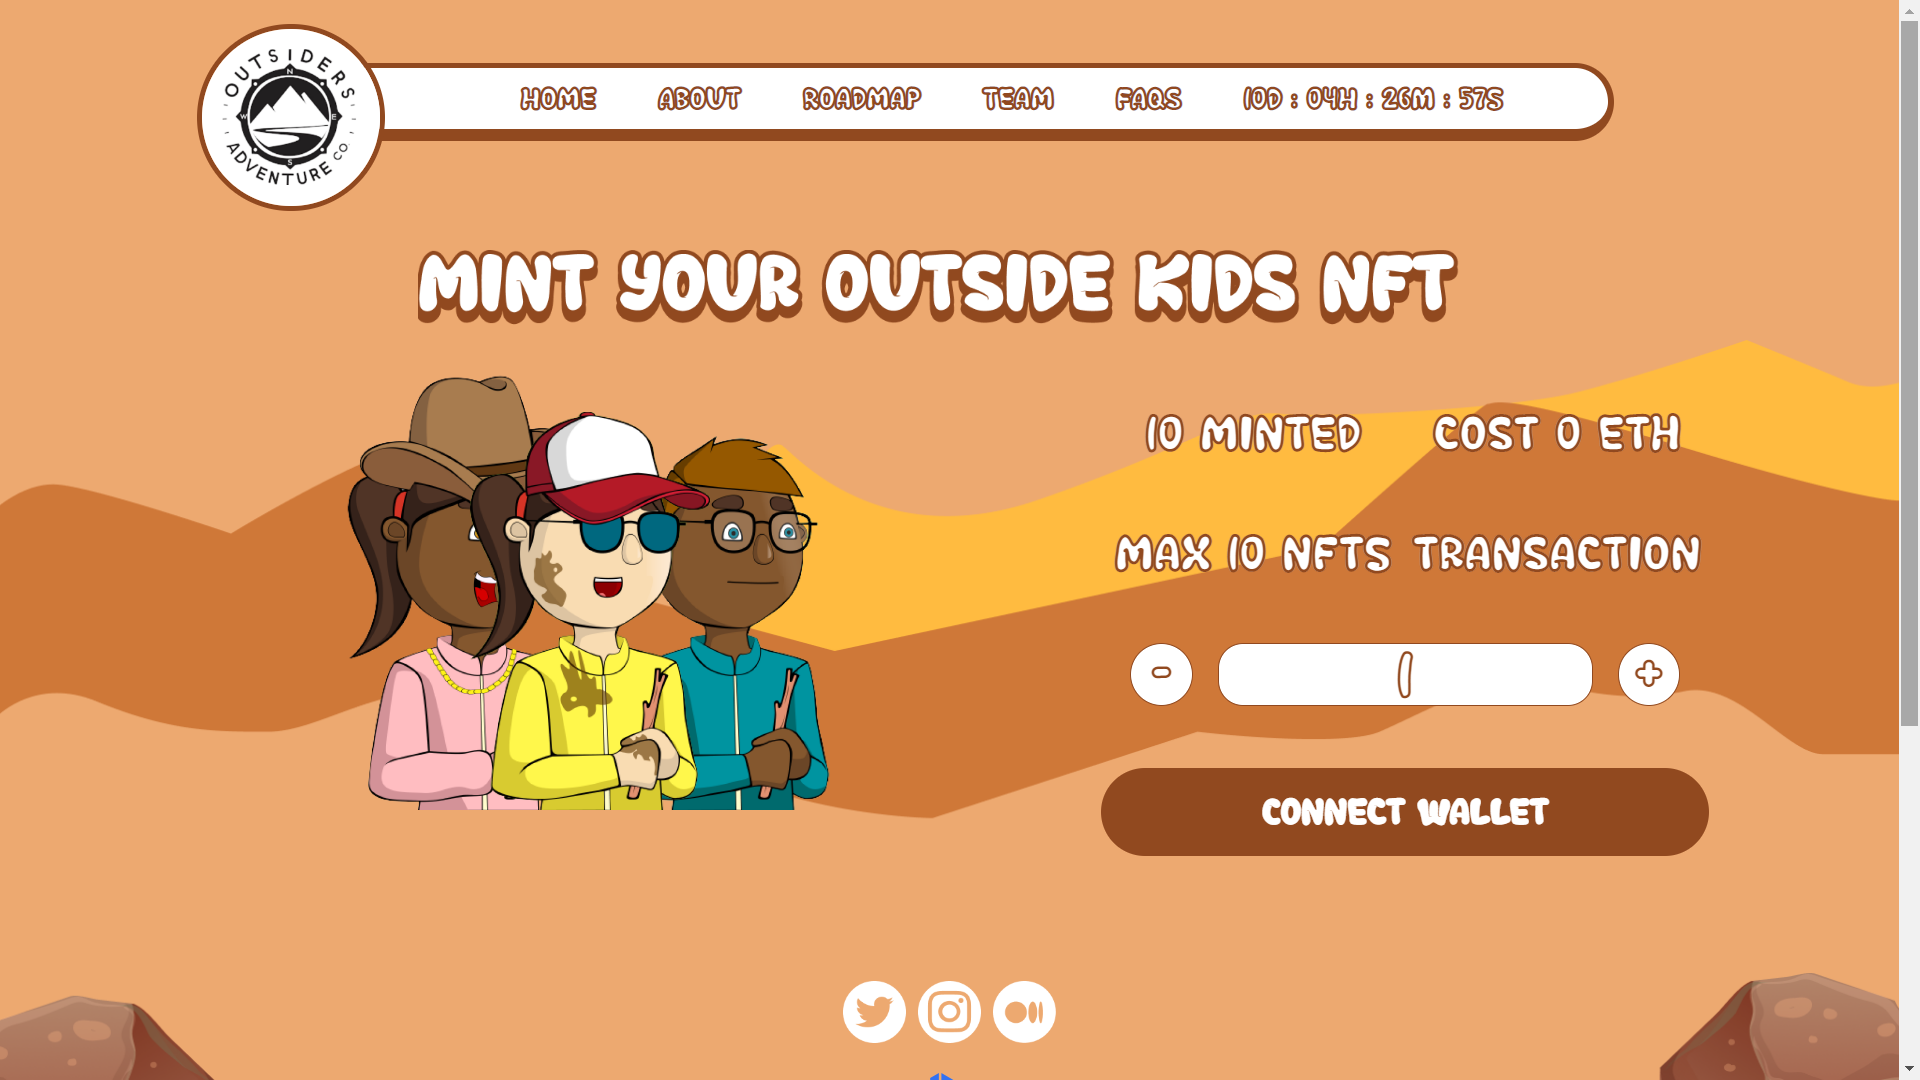 OUTSIDERS
N
W E
S
ADVENTURE CO.
HOME ABOUT ROADMAP TEAM FAQS 10D : 04H : 26M : 57S
MINT YOUR OUTSIDE KIDS NFT
10 MINTED COST 0 ETH
MAX 10 NFTS TRANSACTION
- 1 +
CONNECT WALLET